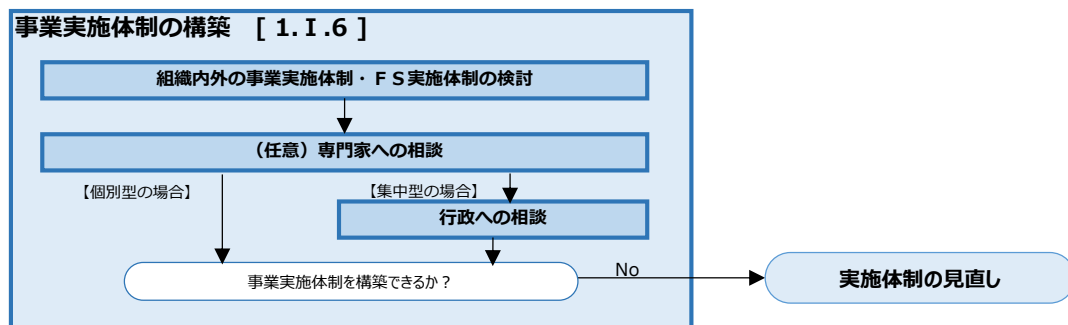 事業実施体制の構築 [ 1.Ⅰ.6 ]
組織内外の事業実施体制・ＦＳ実施体制の検討
（任意）専門家への相談
【個別型の場合】
【集中型の場合】
行政への相談
事業実施体制を構築できるか？
No
実施体制の見直し